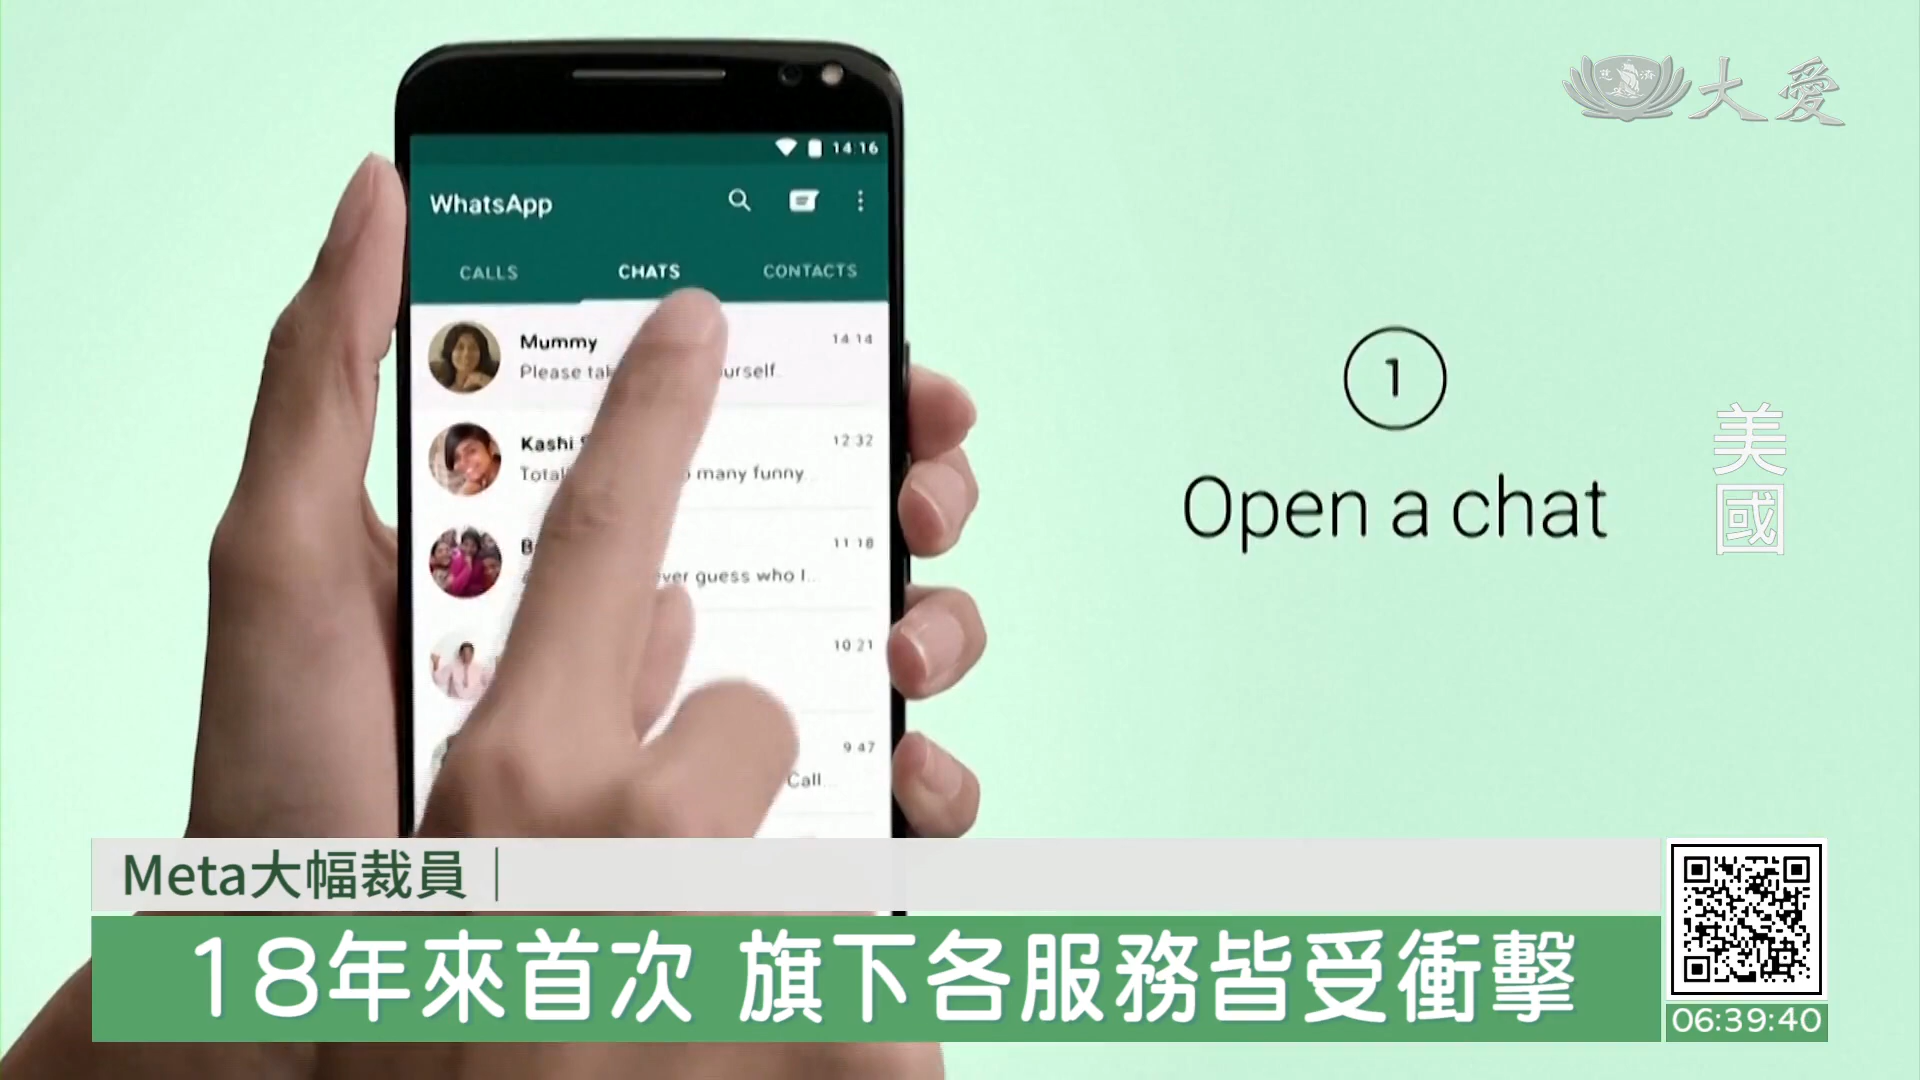 慈濟
大愛
14:16
WhatsApp
CALLS
CHATS
CONTACTS
Mummy
14:14
Please urself.
Kashi
12:32
many funny
11:18
ver guess who I...
10:21
9:47
Call...
1
Open a chat
美國
Meta大幅裁員
18年來首次 旗下各服務皆受衝擊
06:39:40